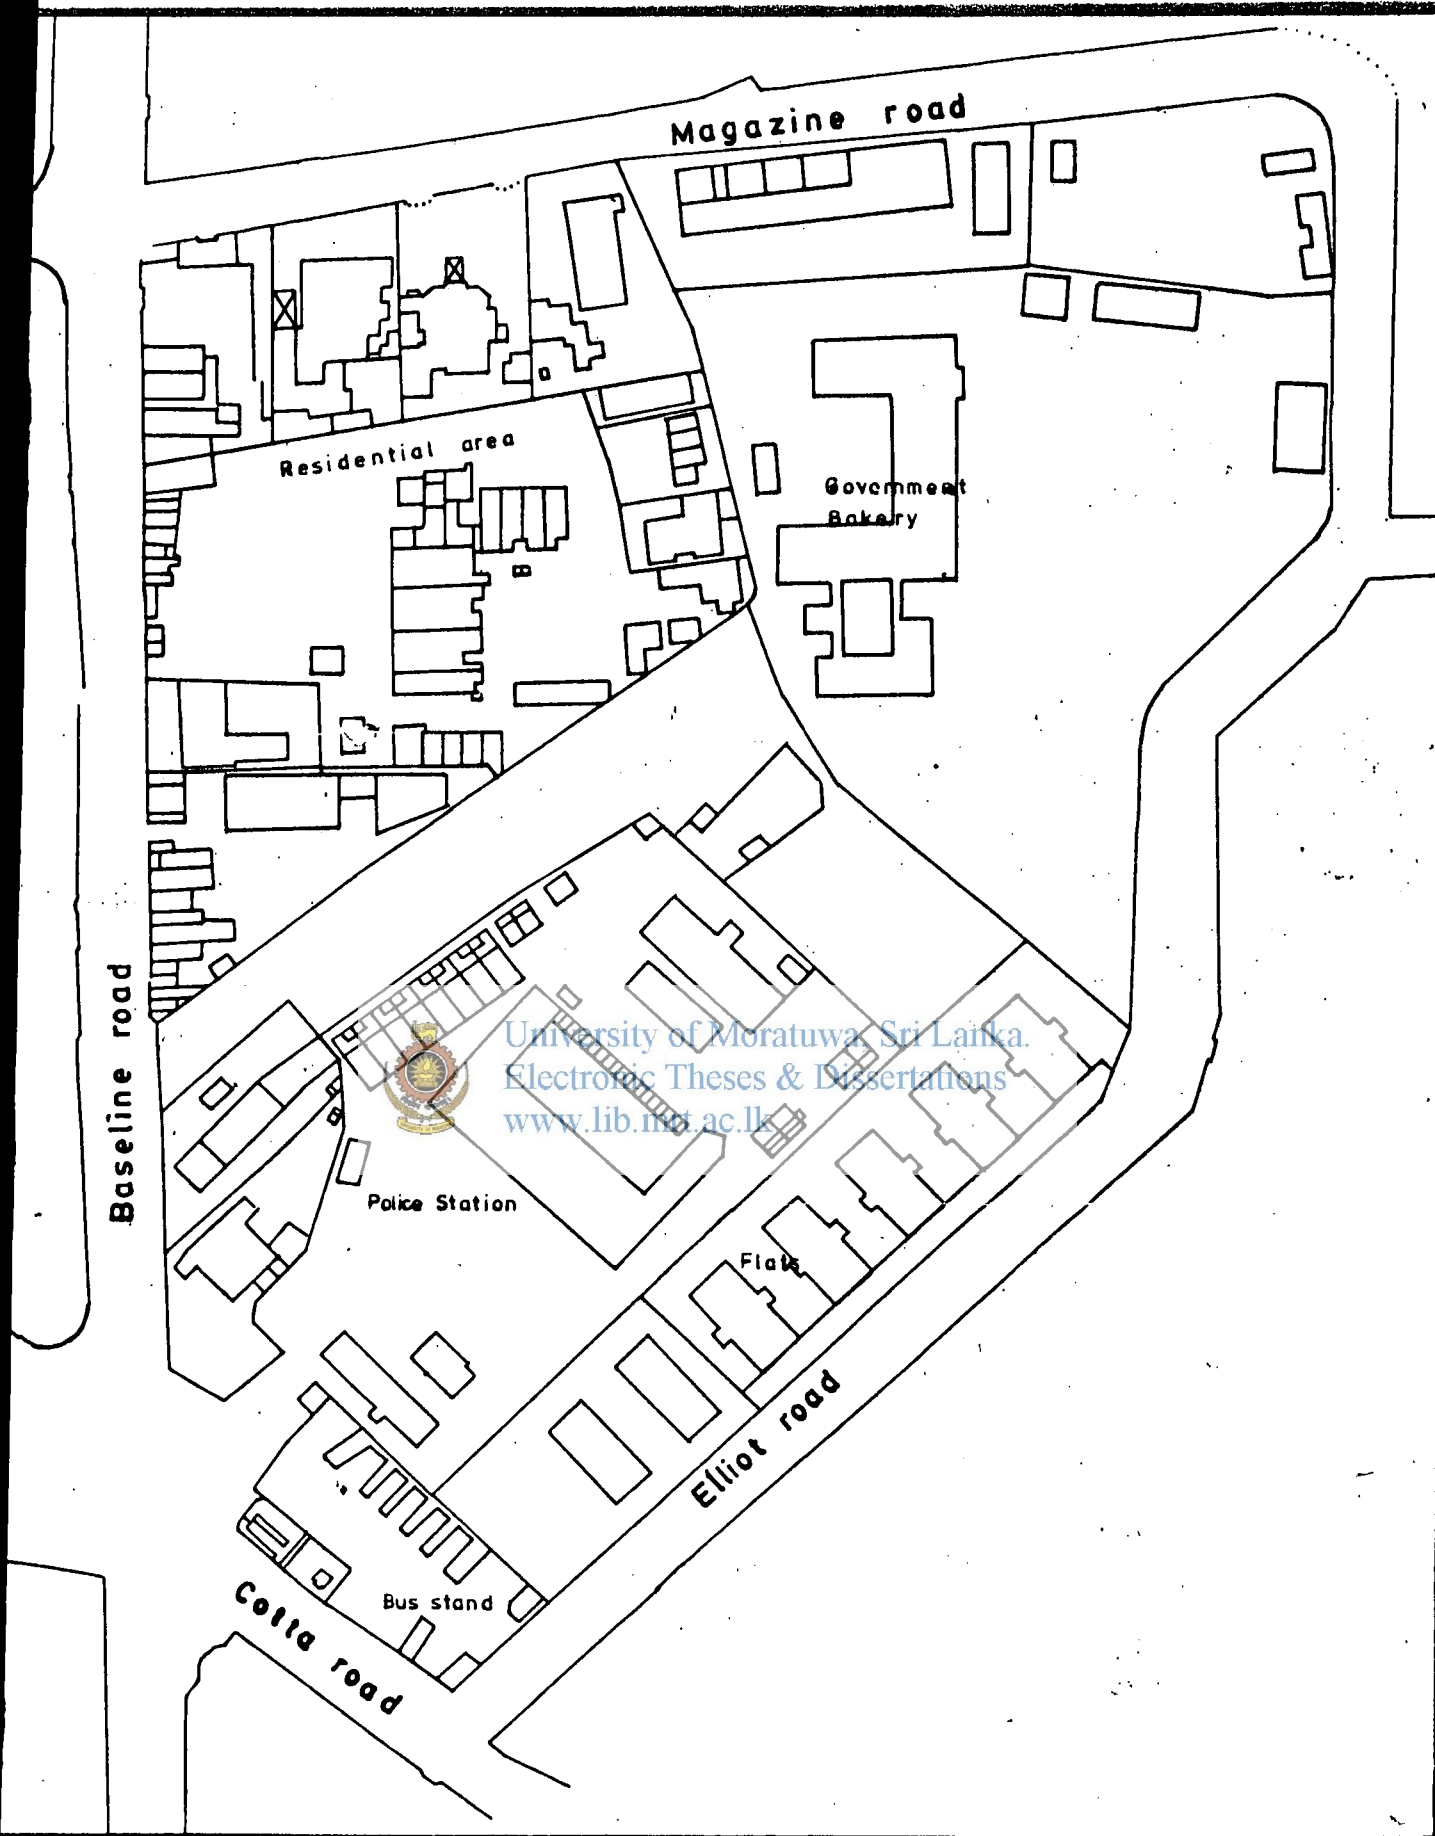 Magazine road
Residential area
Government
Bakery
Baseline road
University of Moratuwa, Sri Lanka.
Electronic Theses & Dissertations
www.lib.mrt.ac.lk
Police Station
Flats
Elliot road
Bus stand
Cotta road